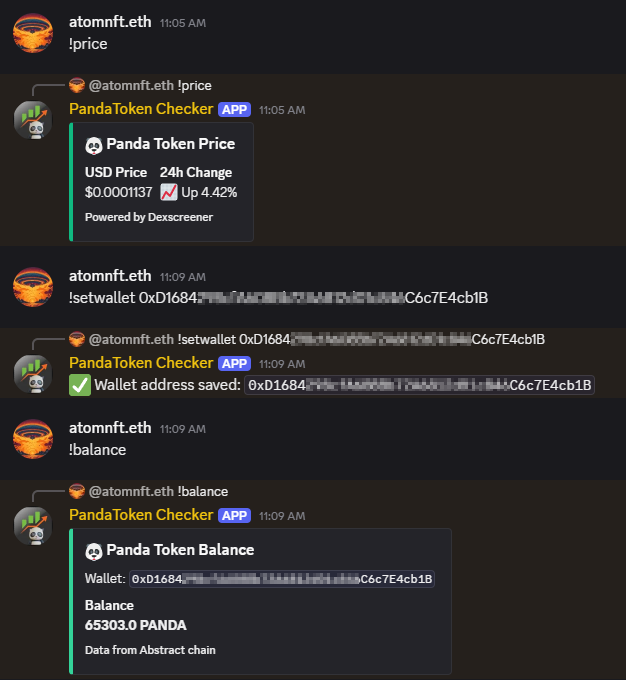 atomnft.eth 11:05 AM
!price
@atomnft.eth !price
PandaToken Checker APP 11:05 AM
Panda Token Price
USD Price 24h Change
$0.0001137 Up 4.42%
Powered by Dexscreener
atomnft.eth 11:09 AM
!setwallet 0xD1684 C6c7E4cb1B
@atomnft.eth !setwallet 0xD1684 C6c7E4cb1B
PandaToken Checker APP 11:09 AM
Wallet address saved: 0xD1684 C6c7E4cb1B
atomnft.eth 11:09 AM
!balance
@atomnft.eth !balance
PandaToken Checker APP 11:09 AM
Panda Token Balance
Wallet: 0xD1684 C6c7E4cb1B
Balance
65303.0 PANDA
Data from Abstract chain